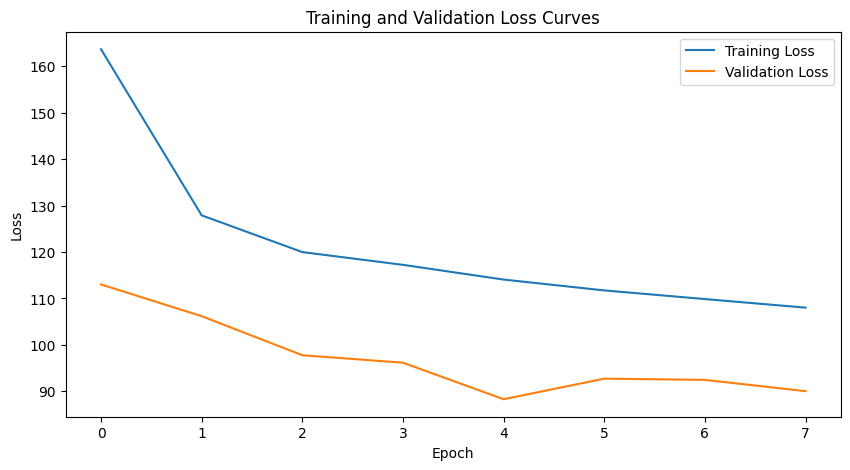 Training and Validation Loss Curves
Training Loss
Validation Loss
160
150
140
130
120
110
100
90
Loss
0 1 2 3 4 5 6 7
Epoch